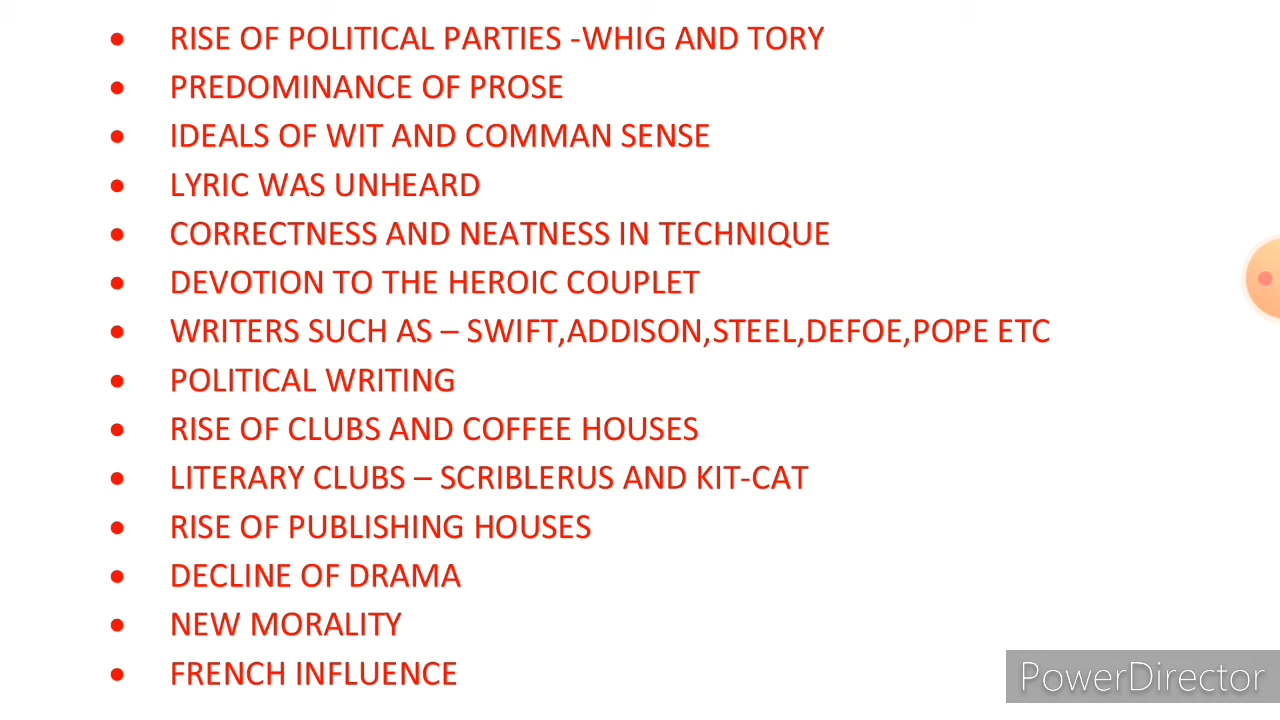 • RISE OF POLITICAL PARTIES -WHIG AND TORY
• PREDOMINANCE OF PROSE
• IDEALS OF WIT AND COMMAN SENSE
• LYRIC WAS UNHEARD
• CORRECTNESS AND NEATNESS IN TECHNIQUE
• DEVOTION TO THE HEROIC COUPLET
• WRITERS SUCH AS – SWIFT,ADDISON,STEEL,DEFOE,POPE ETC
• POLITICAL WRITING
• RISE OF CLUBS AND COFFEE HOUSES
• LITERARY CLUBS – SCRIBLERUS AND KIT-CAT
• RISE OF PUBLISHING HOUSES
• DECLINE OF DRAMA
• NEW MORALITY
• FRENCH INFLUENCE
PowerDirector